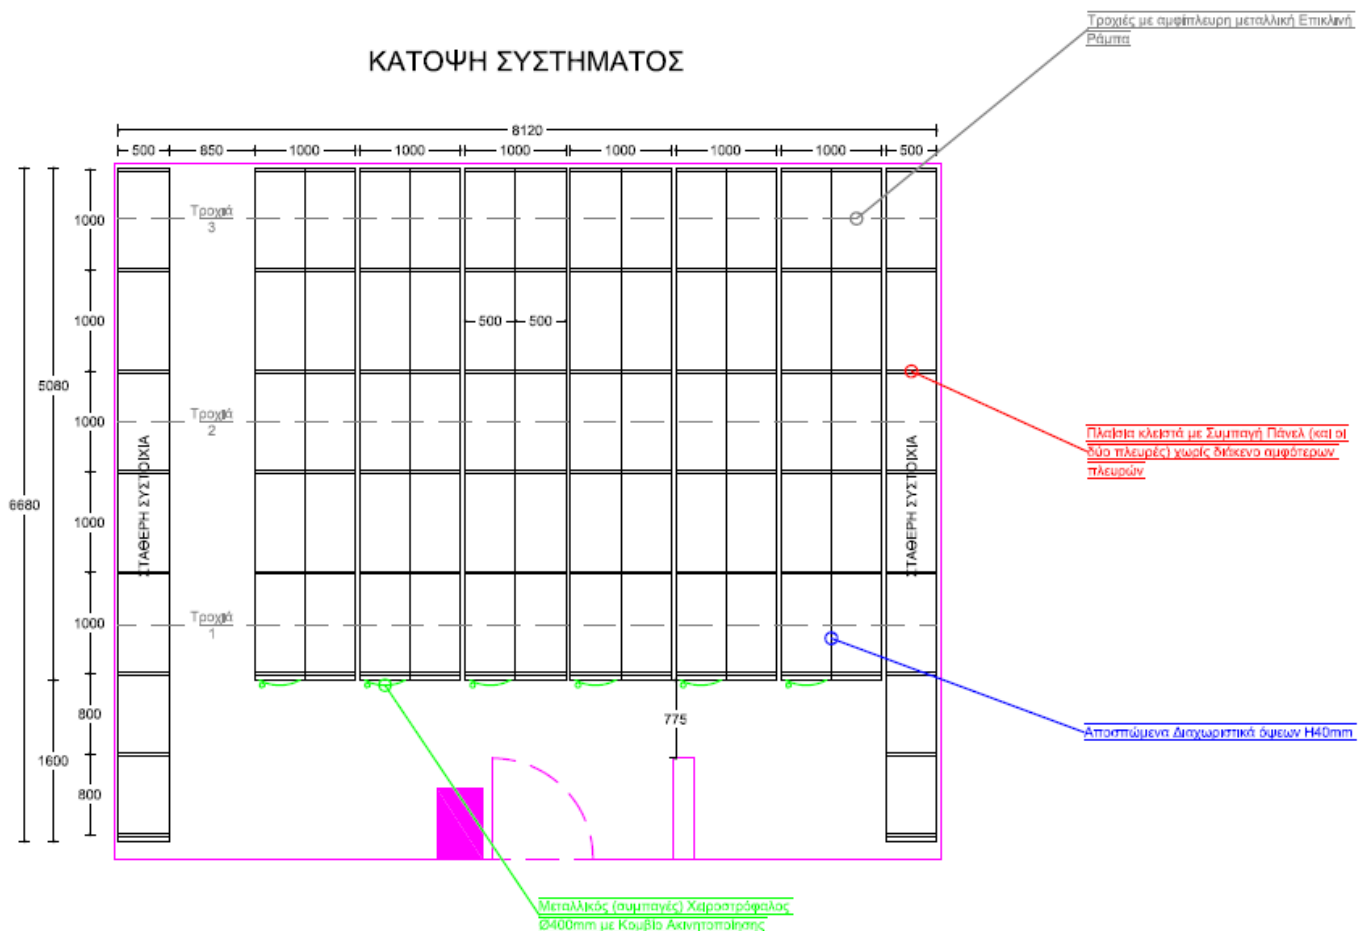 Τροχιές με αμφίπλευρη μεταλλική Επικλινή
Ράμπα
ΚΑΤΟΨΗ ΣΥΣΤΗΜΑΤΟΣ
8120
500 850 1000 1000 1000 1000 1000 1000 500
1000
Τροχιά
3
1000
500 500
5080
1000
Τροχιά
2
Πλαίσια κλειστά με Συμπαγή Πάνελ (και οι
δύο πλευρές) χωρίς διάκενο αμφότερων
πλευρών
ΣΤΑΘΕΡΗ ΣΥΣΤΟΙΧΙΑ
ΣΤΑΘΕΡΗ ΣΥΣΤΟΙΧΙΑ
6680
1000
1000
Τροχιά
1
800
775
Αποσπώμενα Διαχωριστικά όψεων Η40mm
1600
800
Μεταλλικός (συμπαγές) Χειροστρόφαλος
Ø400mm με Κομβίο Ακινητοποίησης